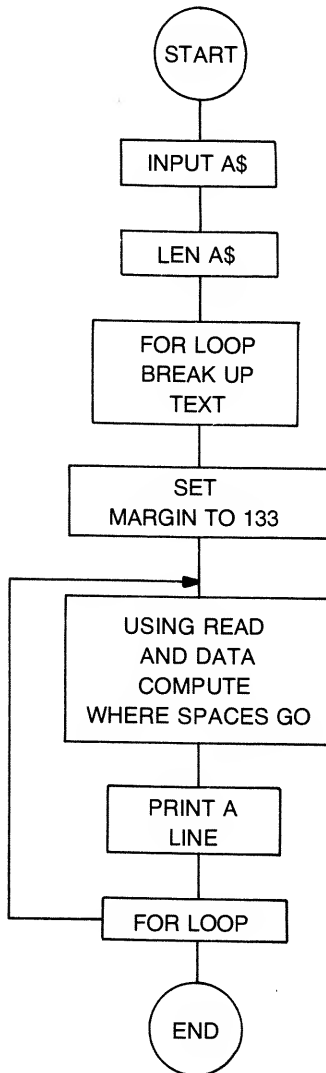 START
INPUT A$
LEN A$
FOR LOOP
BREAK UP
TEXT
SET
MARGIN TO 133
USING READ
AND DATA
COMPUTE
WHERE SPACES GO
PRINT A
LINE
FOR LOOP
END